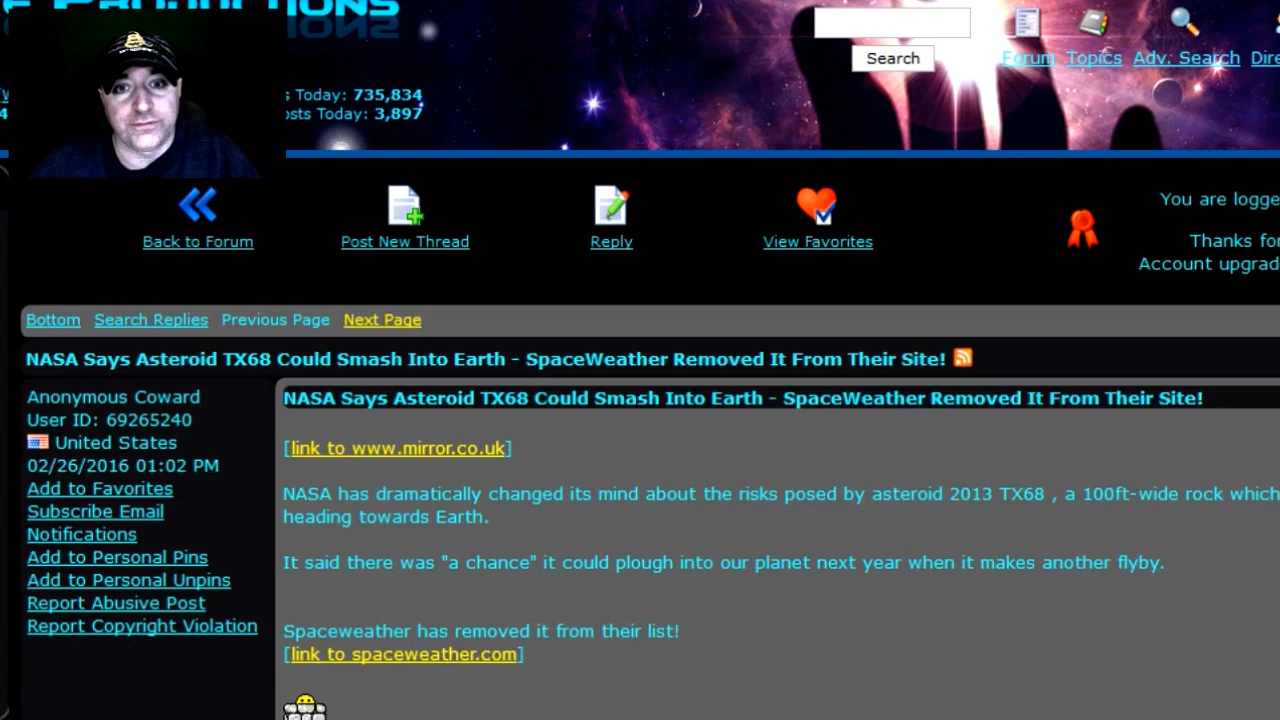 Search
Forum Topics Adv. Search
s Today: 735,834
osts Today: 3,897
You are logge
Back to Forum Post New Thread Reply View Favorites
Thanks for
Account upgrad
Bottom Search Replies Previous Page Next Page
NASA Says Asteroid TX68 Could Smash Into Earth - SpaceWeather Removed It From Their Site!
Anonymous Coward
User ID: 69265240
United States
02/26/2016 01:02 PM
Add to Favorites
Subscribe Email
Notifications
Add to Personal Pins
Add to Personal Unpins
Report Abusive Post
Report Copyright Violation
NASA Says Asteroid TX68 Could Smash Into Earth - SpaceWeather Removed It From Their Site!
[link to www.mirror.co.uk]
NASA has dramatically changed its mind about the risks posed by asteroid 2013 TX68 , a 100ft-wide rock which
heading towards Earth.
It said there was "a chance" it could plough into our planet next year when it makes another flyby.
Spaceweather has removed it from their list!
[link to spaceweather.com]